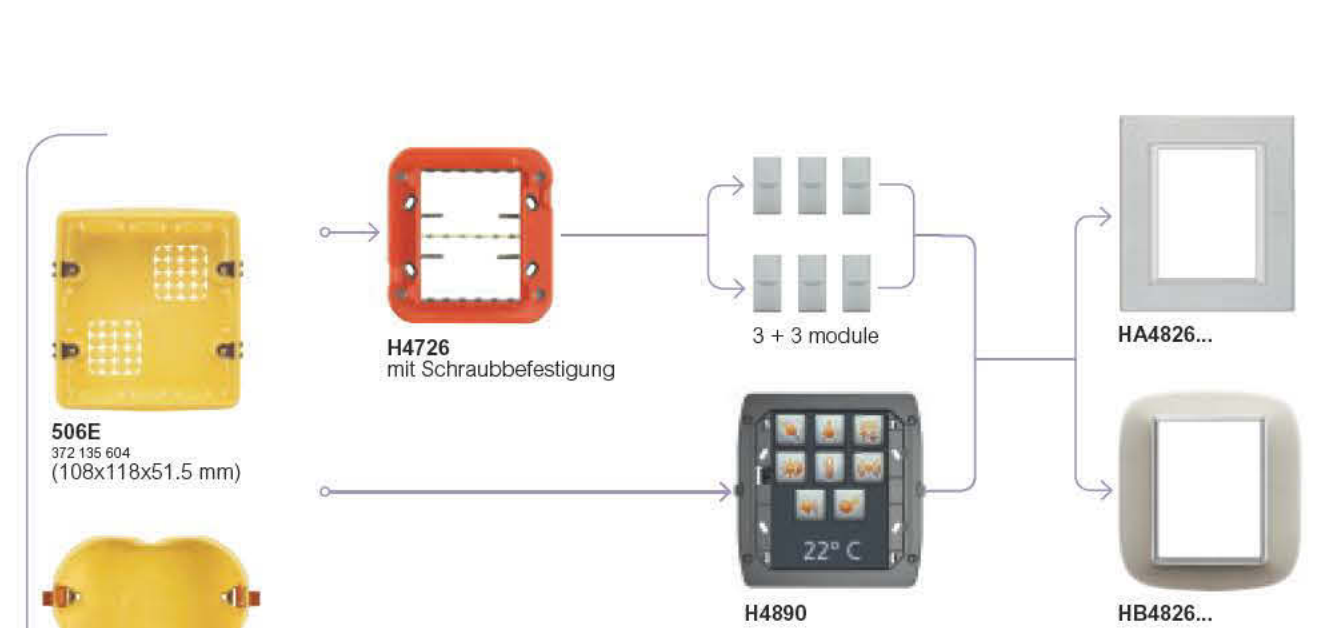 H4726
mit Schraubbefestigung
3 + 3 module
HA4826...
506E
372 135 604
(108x118x51.5 mm)
22° C
H4890
HB4826...